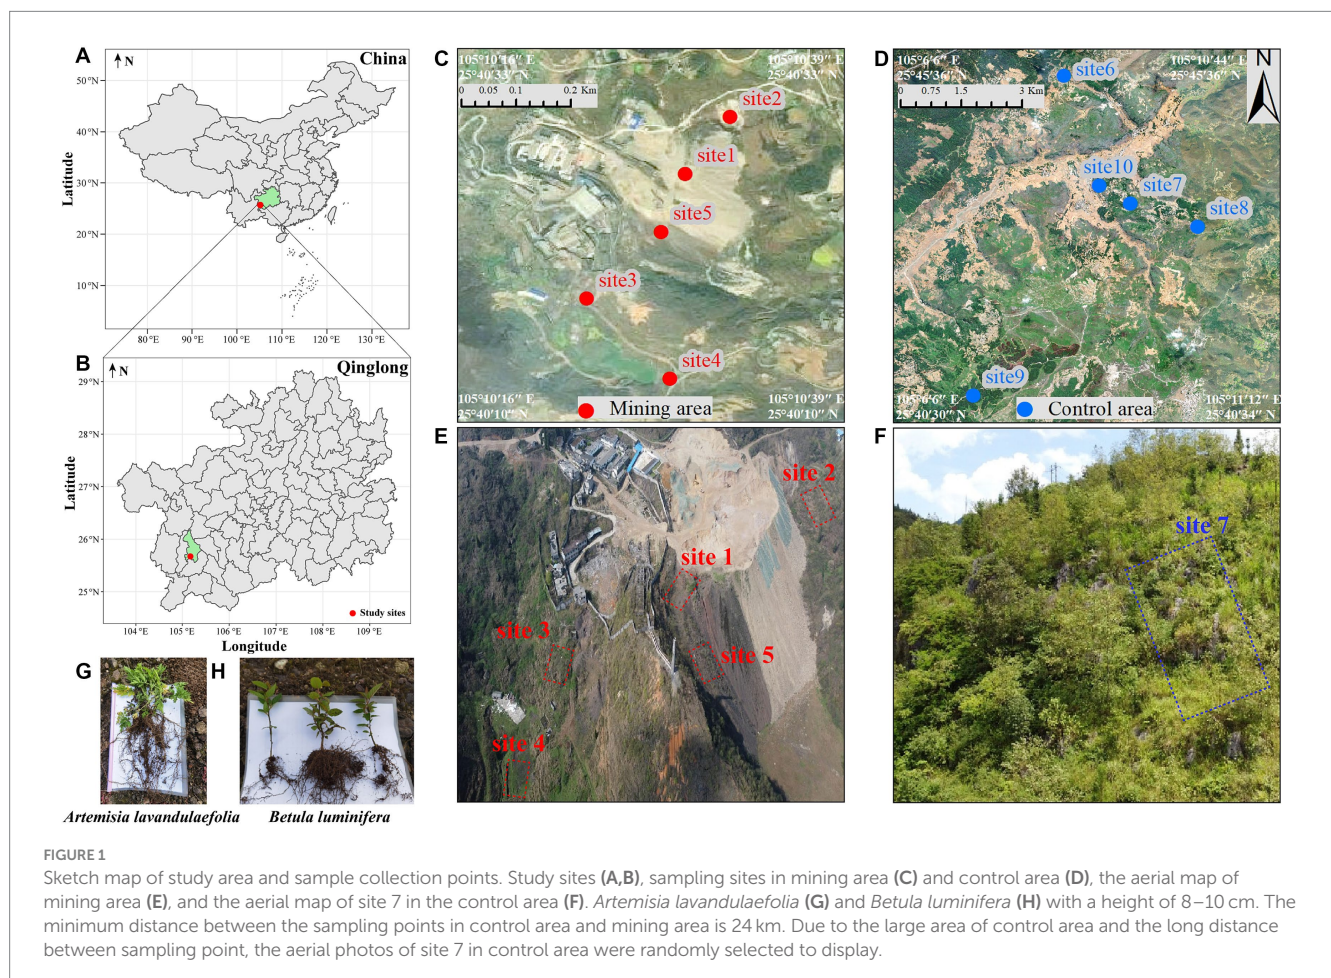 A
N
China
50°N
40°N
30°N
20°N
10°N
Latitude
80 °E 90 °E 100 °E 110 °E 120 °E 130 °E
B
N
Qinglong
29°N
28°N
27°N
26°N
25°N
Latitude
Study sites
104 °E 105 °E 106 °E 107 °E 108 °E 109 °E
Longitude
C
105°10′16″ E
25°40′33″ N
105°10′39″ E
25°40′33″ N
0 0.1 0.2 Km
site2
site1
site5
site3
site4
105°10′16″ E
25°40′10″ N
Mining area
105°10′39″ E
25°40′10″ N
D
105°6′6″ E
25°45′36″ N
105°10′44″ E
25°45′36″ N
N
0 0.75 1.5 3 Km
site6
site10
site7
site8
site9
105°6′6″ E
25°40′30″ N
Control area
105°11′12″ E
25°40′34″ N
E
site 2
site 1
site 3
site 5
site 4
F
site 7
G
H
Artemisia lavandulaefolia
Betula luminifera
FIGURE 1
Sketch map of study area and sample collection points. Study sites (A,B), sampling sites in mining area (C) and control area (D), the aerial map of
mining area (E), and the aerial map of site 7 in the control area (F). Artemisia lavandulaefolia (G) and Betula luminifera (H) with a height of 8–10 cm. The
minimum distance between the sampling points in control area and mining area is 24 km. Due to the large area of control area and the long distance
between sampling point, the aerial photos of site 7 in control area were randomly selected to display.